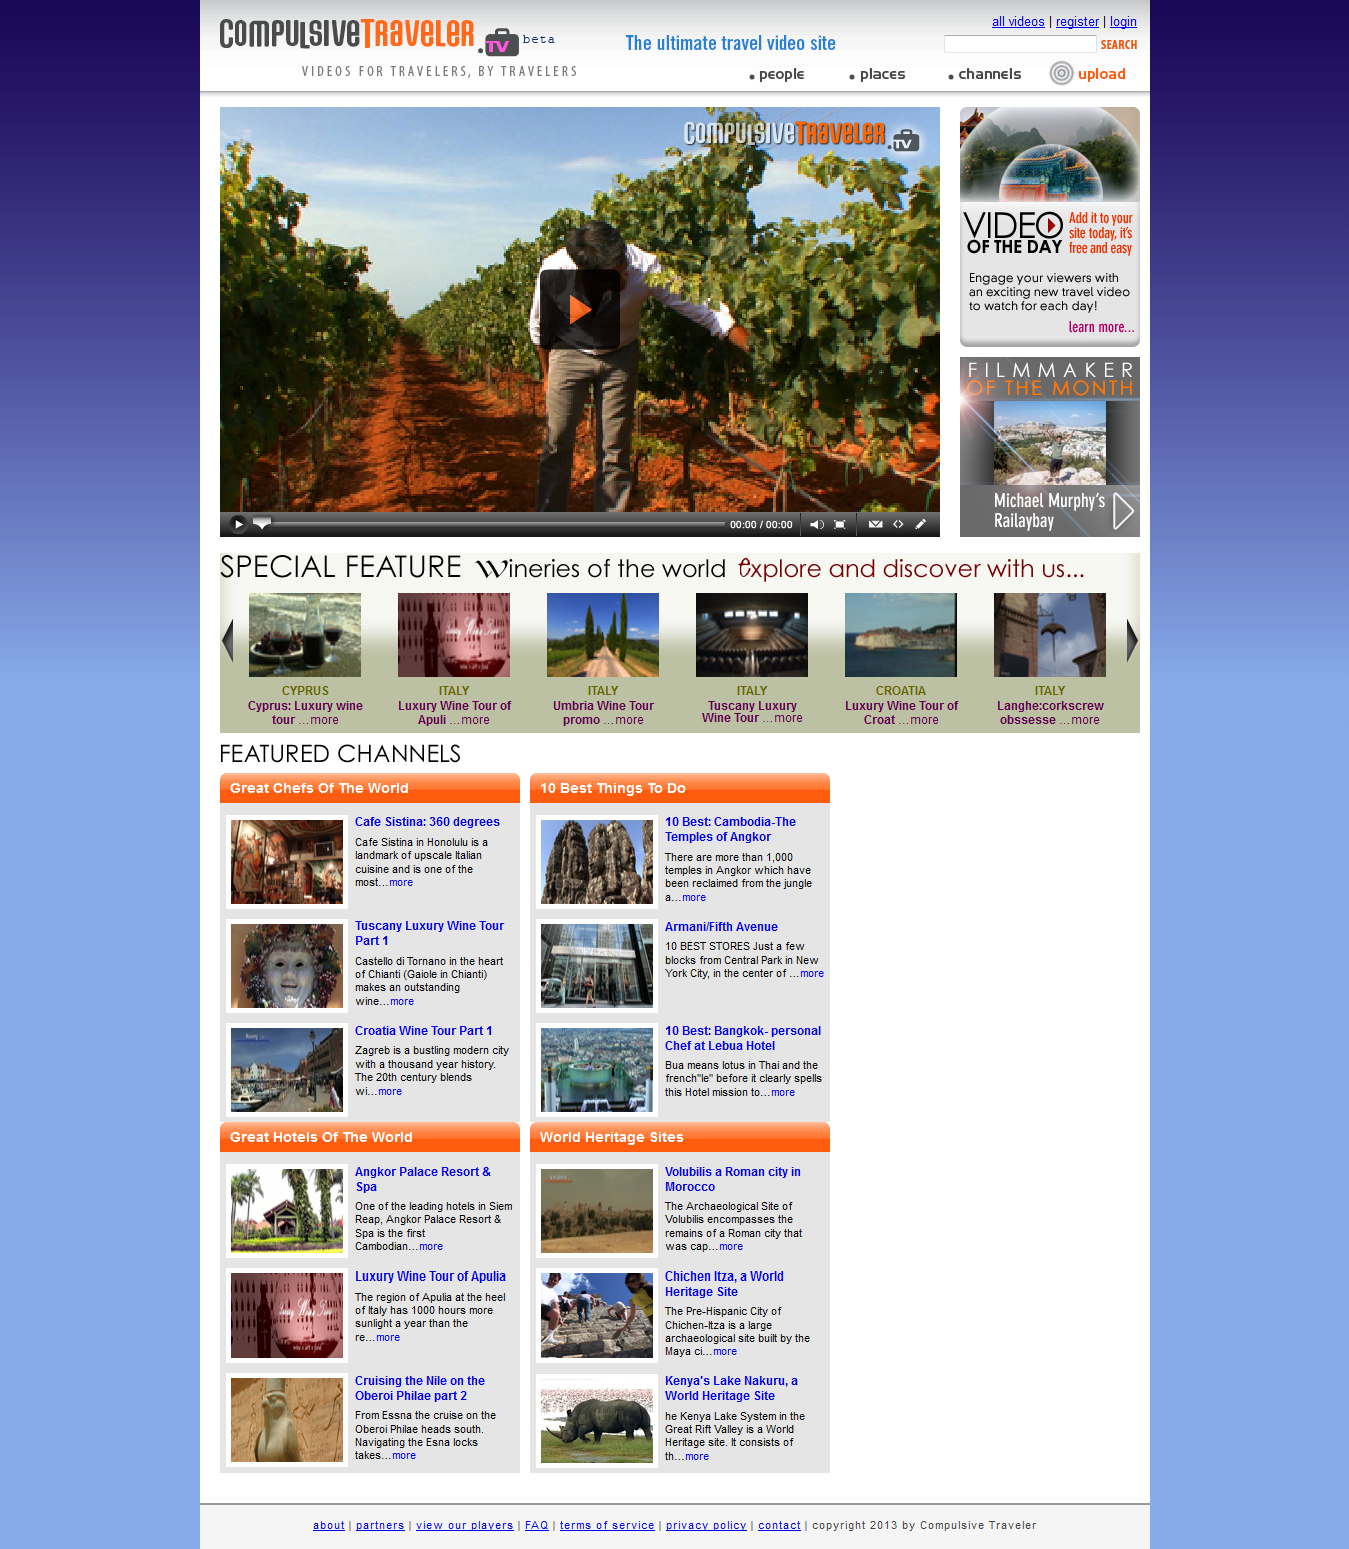 all videos | register | login
COMPULSIVETRAVELER.TV beta
The ultimate travel video site
SEARCH
VIDEOS FOR TRAVELERS, BY TRAVELERS
people
places
channels
upload
COMPULSIVETRAVELER.TV
VIDEO OF THE DAY
Add it to your
site today, it's
free and easy
Engage your viewers with
an exciting new travel video
to watch for each day!
learn more...
FILMMAKER
OF THE MONTH
Michael Murphy's
Railaybay
00:00 / 00:00
SPECIAL FEATURE Wineries of the world Explore and discover with us...
CYPRUS
Cyprus: Luxury wine
tour ...more
ITALY
Luxury Wine Tour of
Apuli ...more
ITALY
Umbria Wine Tour
promo ...more
ITALY
Tuscany Luxury
Wine Tour ...more
CROATIA
Luxury Wine Tour of
Croat ...more
ITALY
Langhe:corkscrew
obssesse ...more
FEATURED CHANNELS
Great Chefs Of The World
Cafe Sistina: 360 degrees
Cafe Sistina in Honolulu is a
landmark of upscale Italian
cuisine and is one of the
most...more
Tuscany Luxury Wine Tour
Part 1
Castello di Tornano in the heart
of Chianti (Gaiole in Chianti)
makes an outstanding
wine...more
Croatia Wine Tour Part 1
Zagreb is a bustling modern city
with a thousand year history.
The 20th century blends
wi...more
10 Best Things To Do
10 Best: Cambodia-The
Temples of Angkor
There are more than 1,000
temples in Angkor which have
been reclaimed from the jungle
a...more
Armani/Fifth Avenue
10 BEST STORES Just a few
blocks from Central Park in New
York City, in the center of ...more
10 Best: Bangkok- personal
Chef at Lebua Hotel
Bua means lotus in Thai and the
french"le" before it clearly spells
this Hotel mission to...more
Great Hotels Of The World
Angkor Palace Resort &
Spa
One of the leading hotels in Siem
Reap, Angkor Palace Resort &
Spa is the first
Cambodian...more
Luxury Wine Tour of Apulia
The region of Apulia at the heel
of Italy has 1000 hours more
sunlight a year than the
re...more
Cruising the Nile on the
Oberoi Philae part 2
From Essna the cruise on the
Oberoi Philae heads south.
Navigating the Esna locks
takes...more
World Heritage Sites
Volubilis a Roman city in
Morocco
The Archaeological Site of
Volubilis encompasses the
remains of a Roman city that
was cap...more
Chichen Itza, a World
Heritage Site
The Pre-Hispanic City of
Chichen-Itza is a large
archaeological site built by the
Maya ci...more
Kenya's Lake Nakuru, a
World Heritage Site
he Kenya Lake System in the
Great Rift Valley is a World
Heritage site. It consists of
th...more
about | partners | view our players | FAQ | terms of service | privacy policy | contact | copyright 2013 by Compulsive Traveler